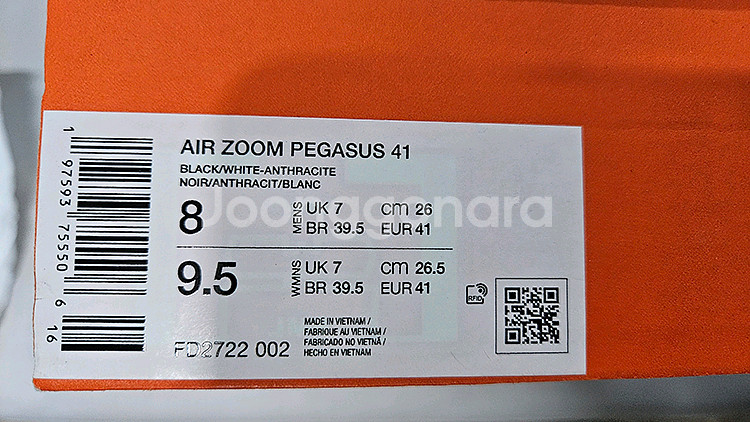 AIR ZOOM PEGASUS 41
BLACK/WHITE-ANTHRACITE
NOIR/ANTHRACIT/BLANC
8 MENS UK 7 cm 26
BR 39.5 EUR 41
9.5 WMNS UK 7 cm 26.5
BR 39.5 EUR 41
MADE IN VIETNAM /
FABRIQUE AU VIETNAM /
FABRICADO NO VIETNÃ /
HECHO EN VIETNAM
FD2722 002
RFID
1 97593 75550 6 16
Joonggonara